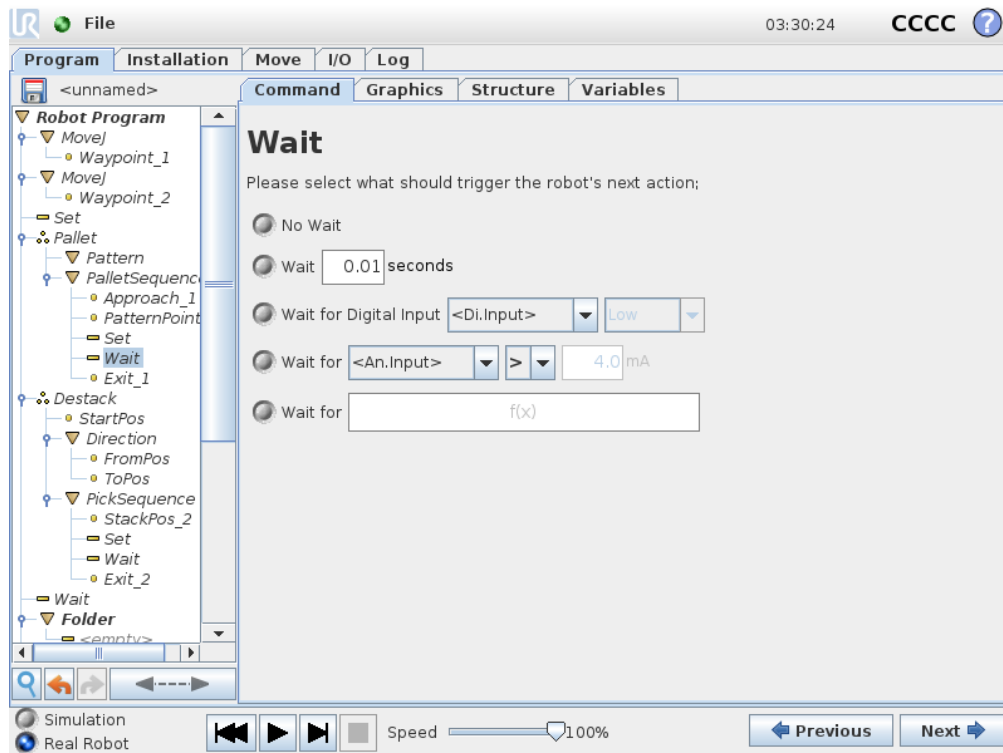 UR File 03:30:24 CCCC ?
Program Installation Move I/O Log
<unnamed> Command Graphics Structure Variables
Robot Program
MoveJ
Waypoint_1
MoveJ
Waypoint_2
Set
Pallet
Pattern
PalletSequenc
Approach_1
PatternPoint
Set
Wait
Exit_1
Destack
StartPos
Direction
FromPos
ToPos
PickSequence
StackPos_2
Set
Wait
Exit_2
Wait
Folder
<empty>
Wait
Please select what should trigger the robot's next action;
No Wait
Wait 0.01 seconds
Wait for Digital Input <Di.Input> Low
Wait for <An.Input> > 4.0 mA
Wait for f(x)
Simulation
Real Robot
Speed 100%
Previous Next